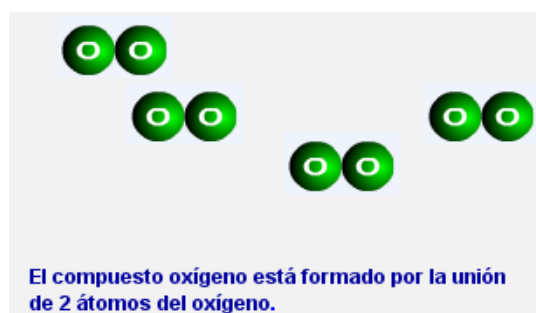 O O
O O
O O
O O
El compuesto oxígeno está formado por la unión
de 2 átomos del oxígeno.